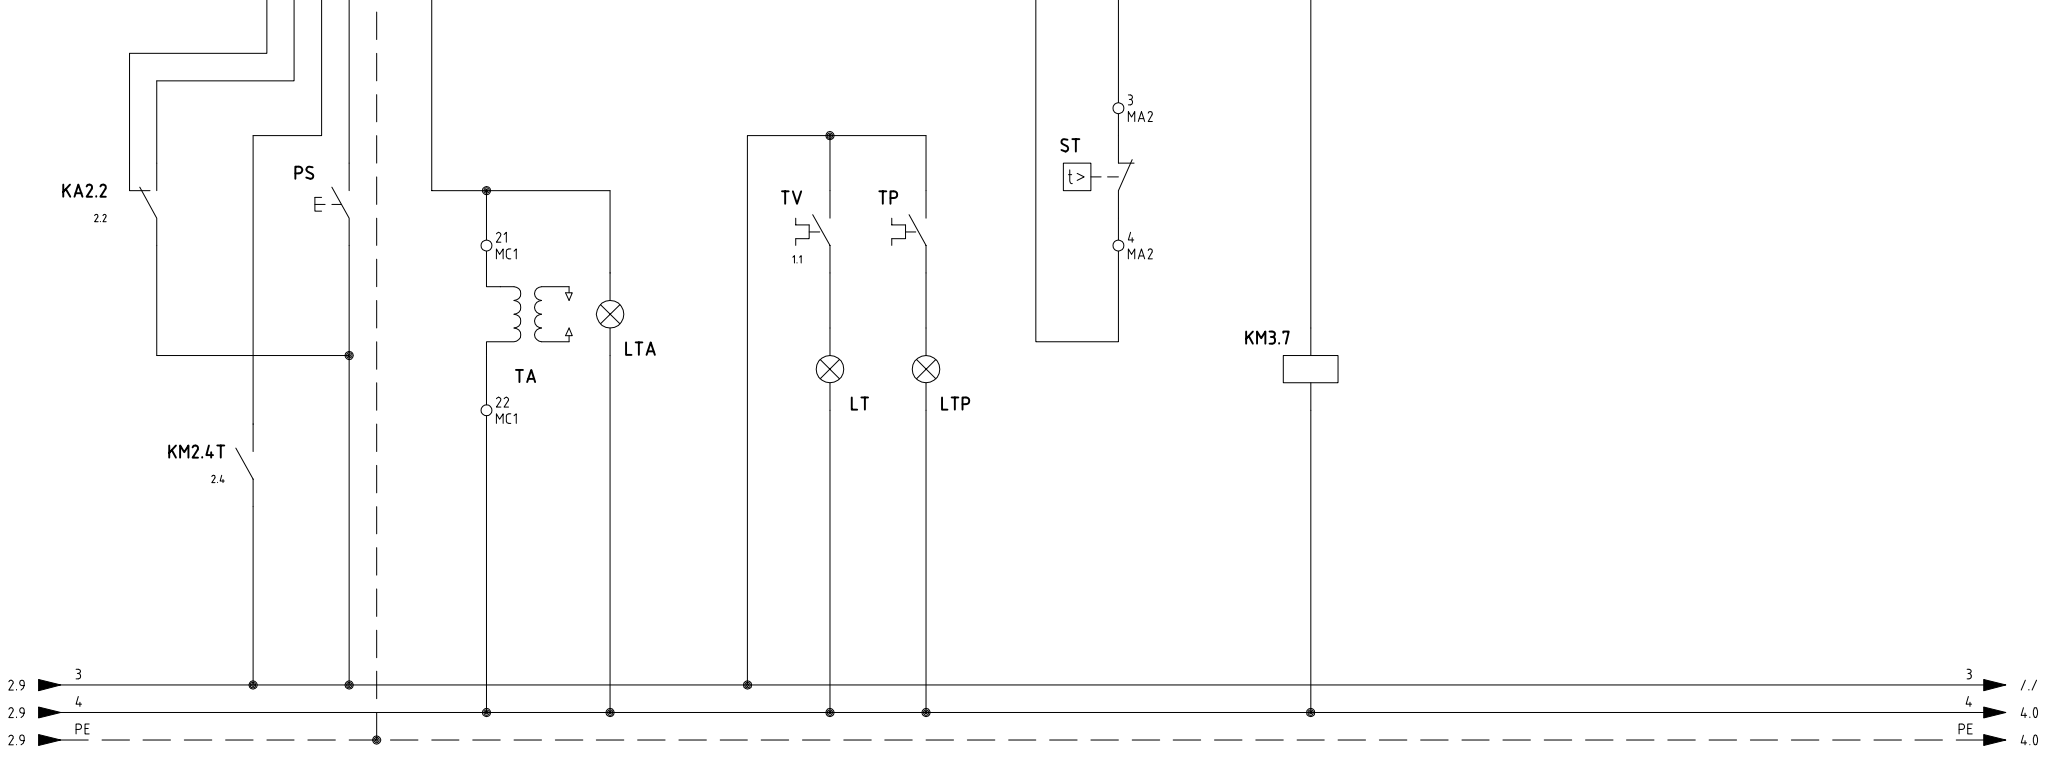 3
MA2
ST
t>
4
MA2
PS
KA2.2
2.2
TV
1.1
TP
21
MC1
LTA
TA
22
MC1
LT
LTP
KM3.7
KM2.4T
2.4
2.9 3 3 /./
2.9 4 4 4.0
2.9 PE PE 4.0